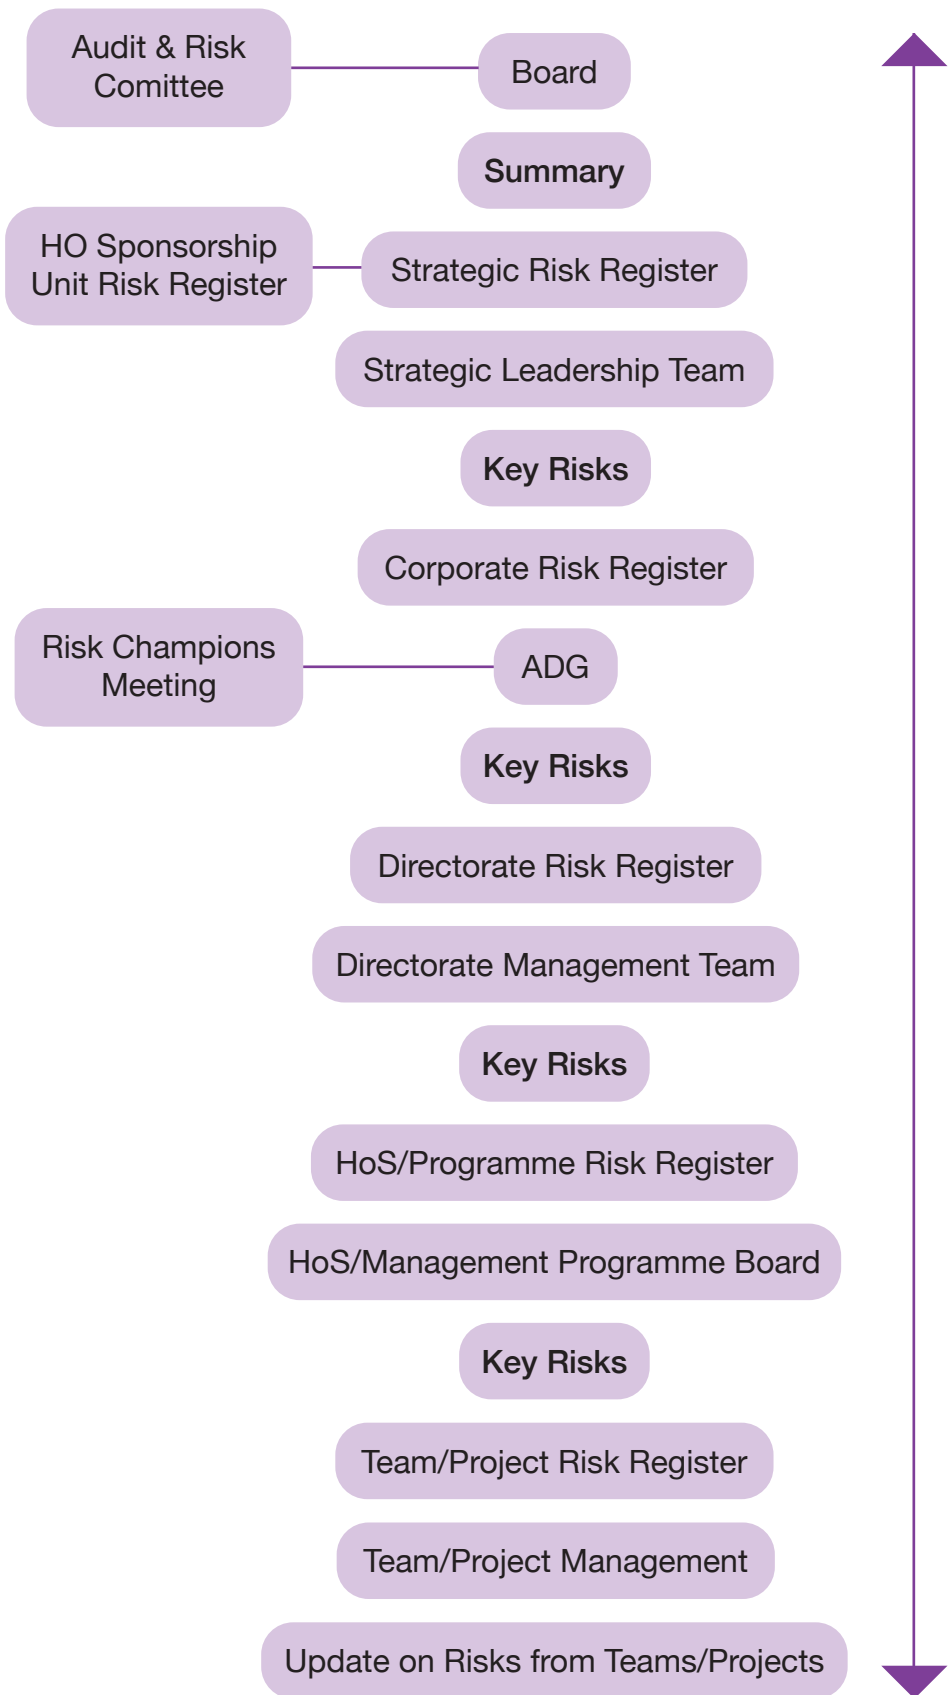 Audit & Risk
Comittee
Board
Summary
HO Sponsorship
Unit Risk Register
Strategic Risk Register
Strategic Leadership Team
Key Risks
Corporate Risk Register
Risk Champions
Meeting
ADG
Key Risks
Directorate Risk Register
Directorate Management Team
Key Risks
HoS/Programme Risk Register
HoS/Management Programme Board
Key Risks
Team/Project Risk Register
Team/Project Management
Update on Risks from Teams/Projects